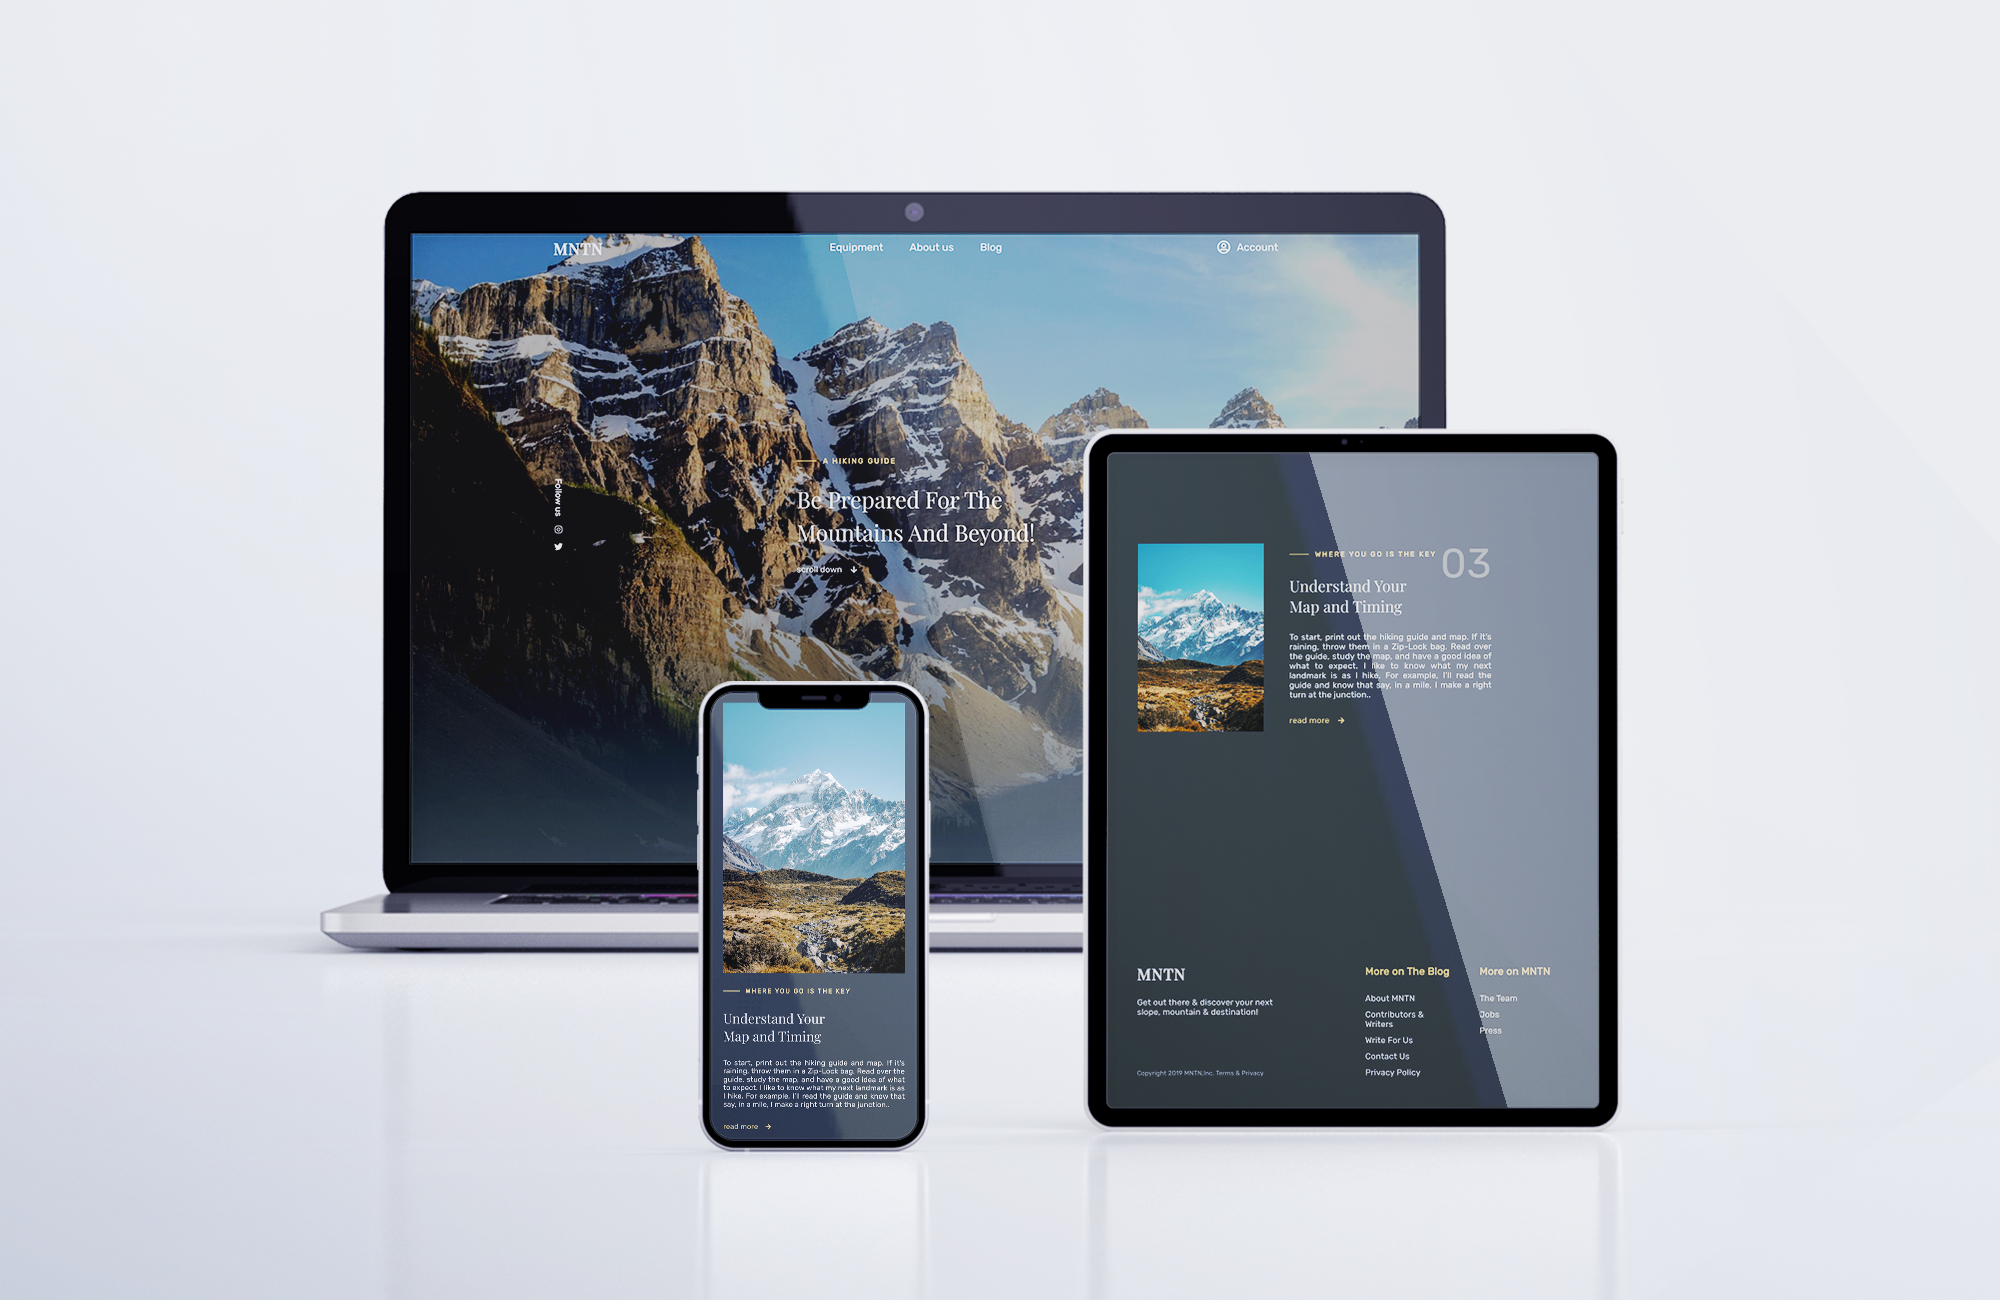 MNTN
Equipment
About us
Blog
Account
A HIKING GUIDE
Be Prepared For The
Mountains And Beyond!
scroll down
Follow us
WHERE YOU GO IS THE KEY
03
Understand Your
Map and Timing
To start, print out the hiking guide and map. If it's
raining, throw them in a Zip-Lock bag. Read over
the guide, study the map, and have a good idea of
what to expect. I like to know what my next
landmark is as I hike. For example, I'll read the
guide and know that say, in a mile, I make a right
turn at the junction..
read more
MNTN
Get out there & discover your next
slope, mountain & destination!
Copyright 2019 MNTN,Inc. Terms & Privacy
More on The Blog
About MNTN
Contributors &
Writers
Write For Us
Contact Us
Privacy Policy
More on MNTN
The Team
Jobs
Press
WHERE YOU GO IS THE KEY
Understand Your
Map and Timing
To start, print out the hiking guide and map. If it's
raining, throw them in a Zip-Lock bag. Read over the
guide, study the map, and have a good idea of what
to expect. I like to know what my next landmark is as
I hike. For example, I'll read the guide and know that
say, in a mile, I make a right turn at the junction..
read more